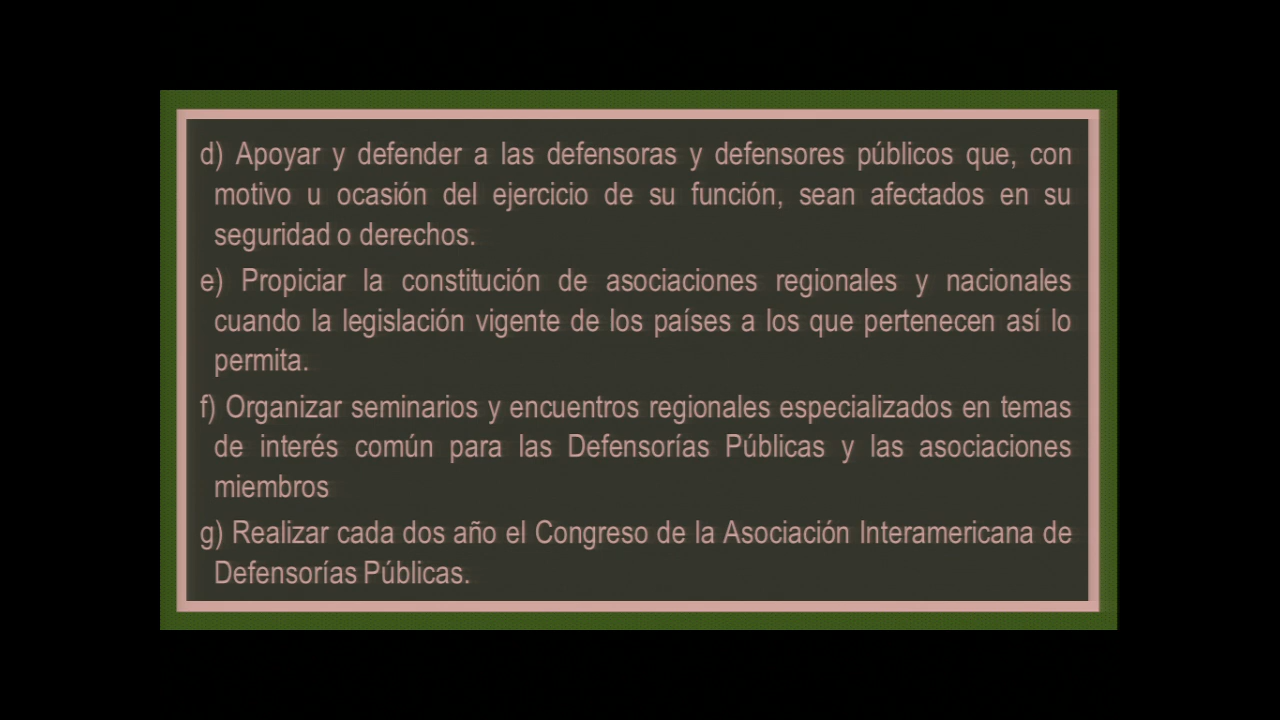 d) Apoyar y defender a las defensoras y defensores públicos que, con
motivo u ocasión del ejercicio de su función, sean afectados en su
seguridad o derechos.
e) Propiciar la constitución de asociaciones regionales y nacionales
cuando la legislación vigente de los países a los que pertenecen así lo
permita.
f) Organizar seminarios y encuentros regionales especializados en temas
de interés común para las Defensorías Públicas y las asociaciones
miembros
g) Realizar cada dos año el Congreso de la Asociación Interamericana de
Defensorías Públicas.